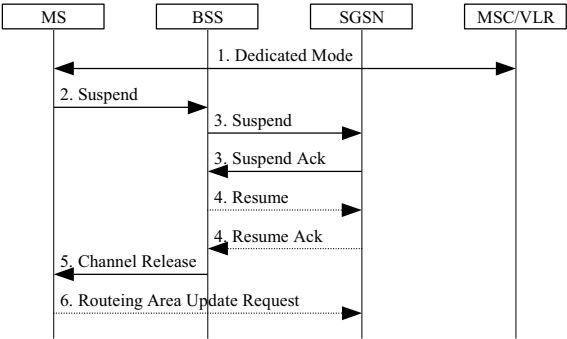 MS BSS SGSN MSC/VLR
1. Dedicated Mode
2. Suspend
3. Suspend
3. Suspend Ack
4. Resume
4. Resume Ack
5. Channel Release
6. Routeing Area Update Request